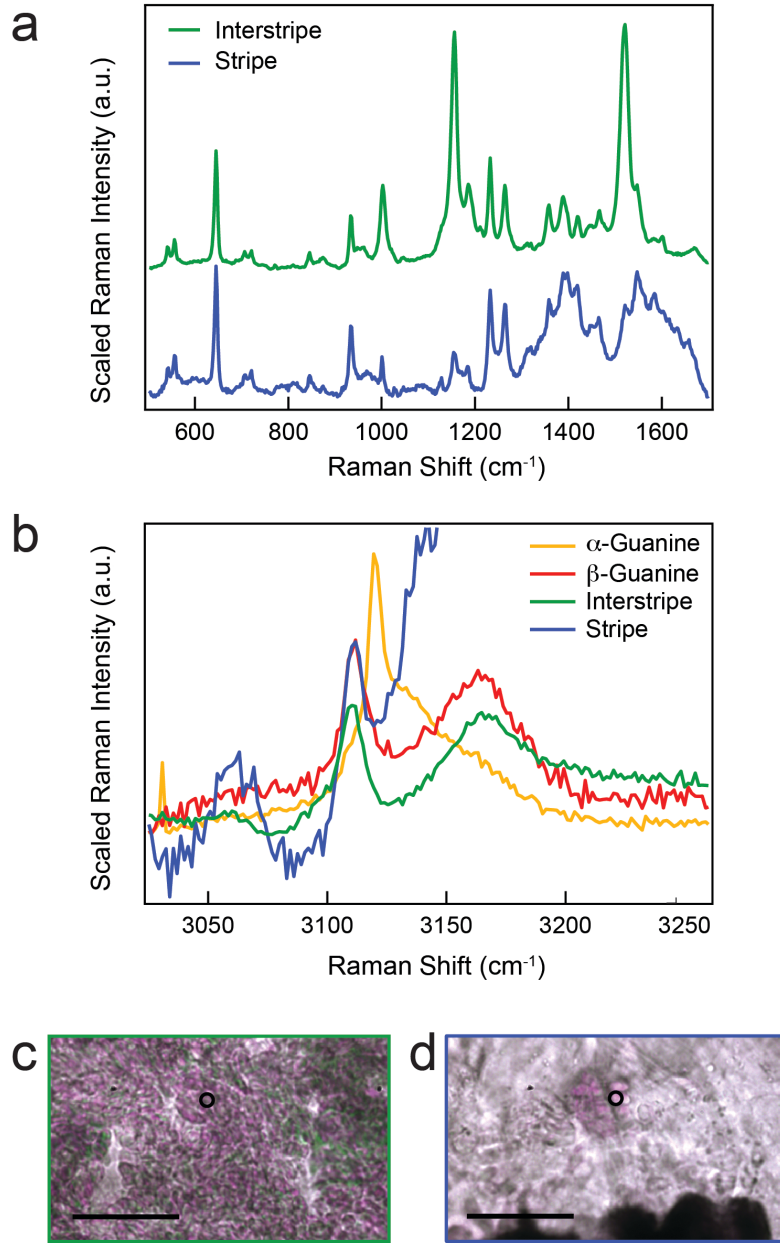 a
Interstripe
Stripe
Scaled Raman Intensity (a.u.)
600 800 1000 1200 1400 1600
Raman Shift (cm⁻¹)
b
α-Guanine
β-Guanine
Interstripe
Stripe
Scaled Raman Intensity (a.u.)
3050 3100 3150 3200 3250
Raman Shift (cm⁻¹)
c d